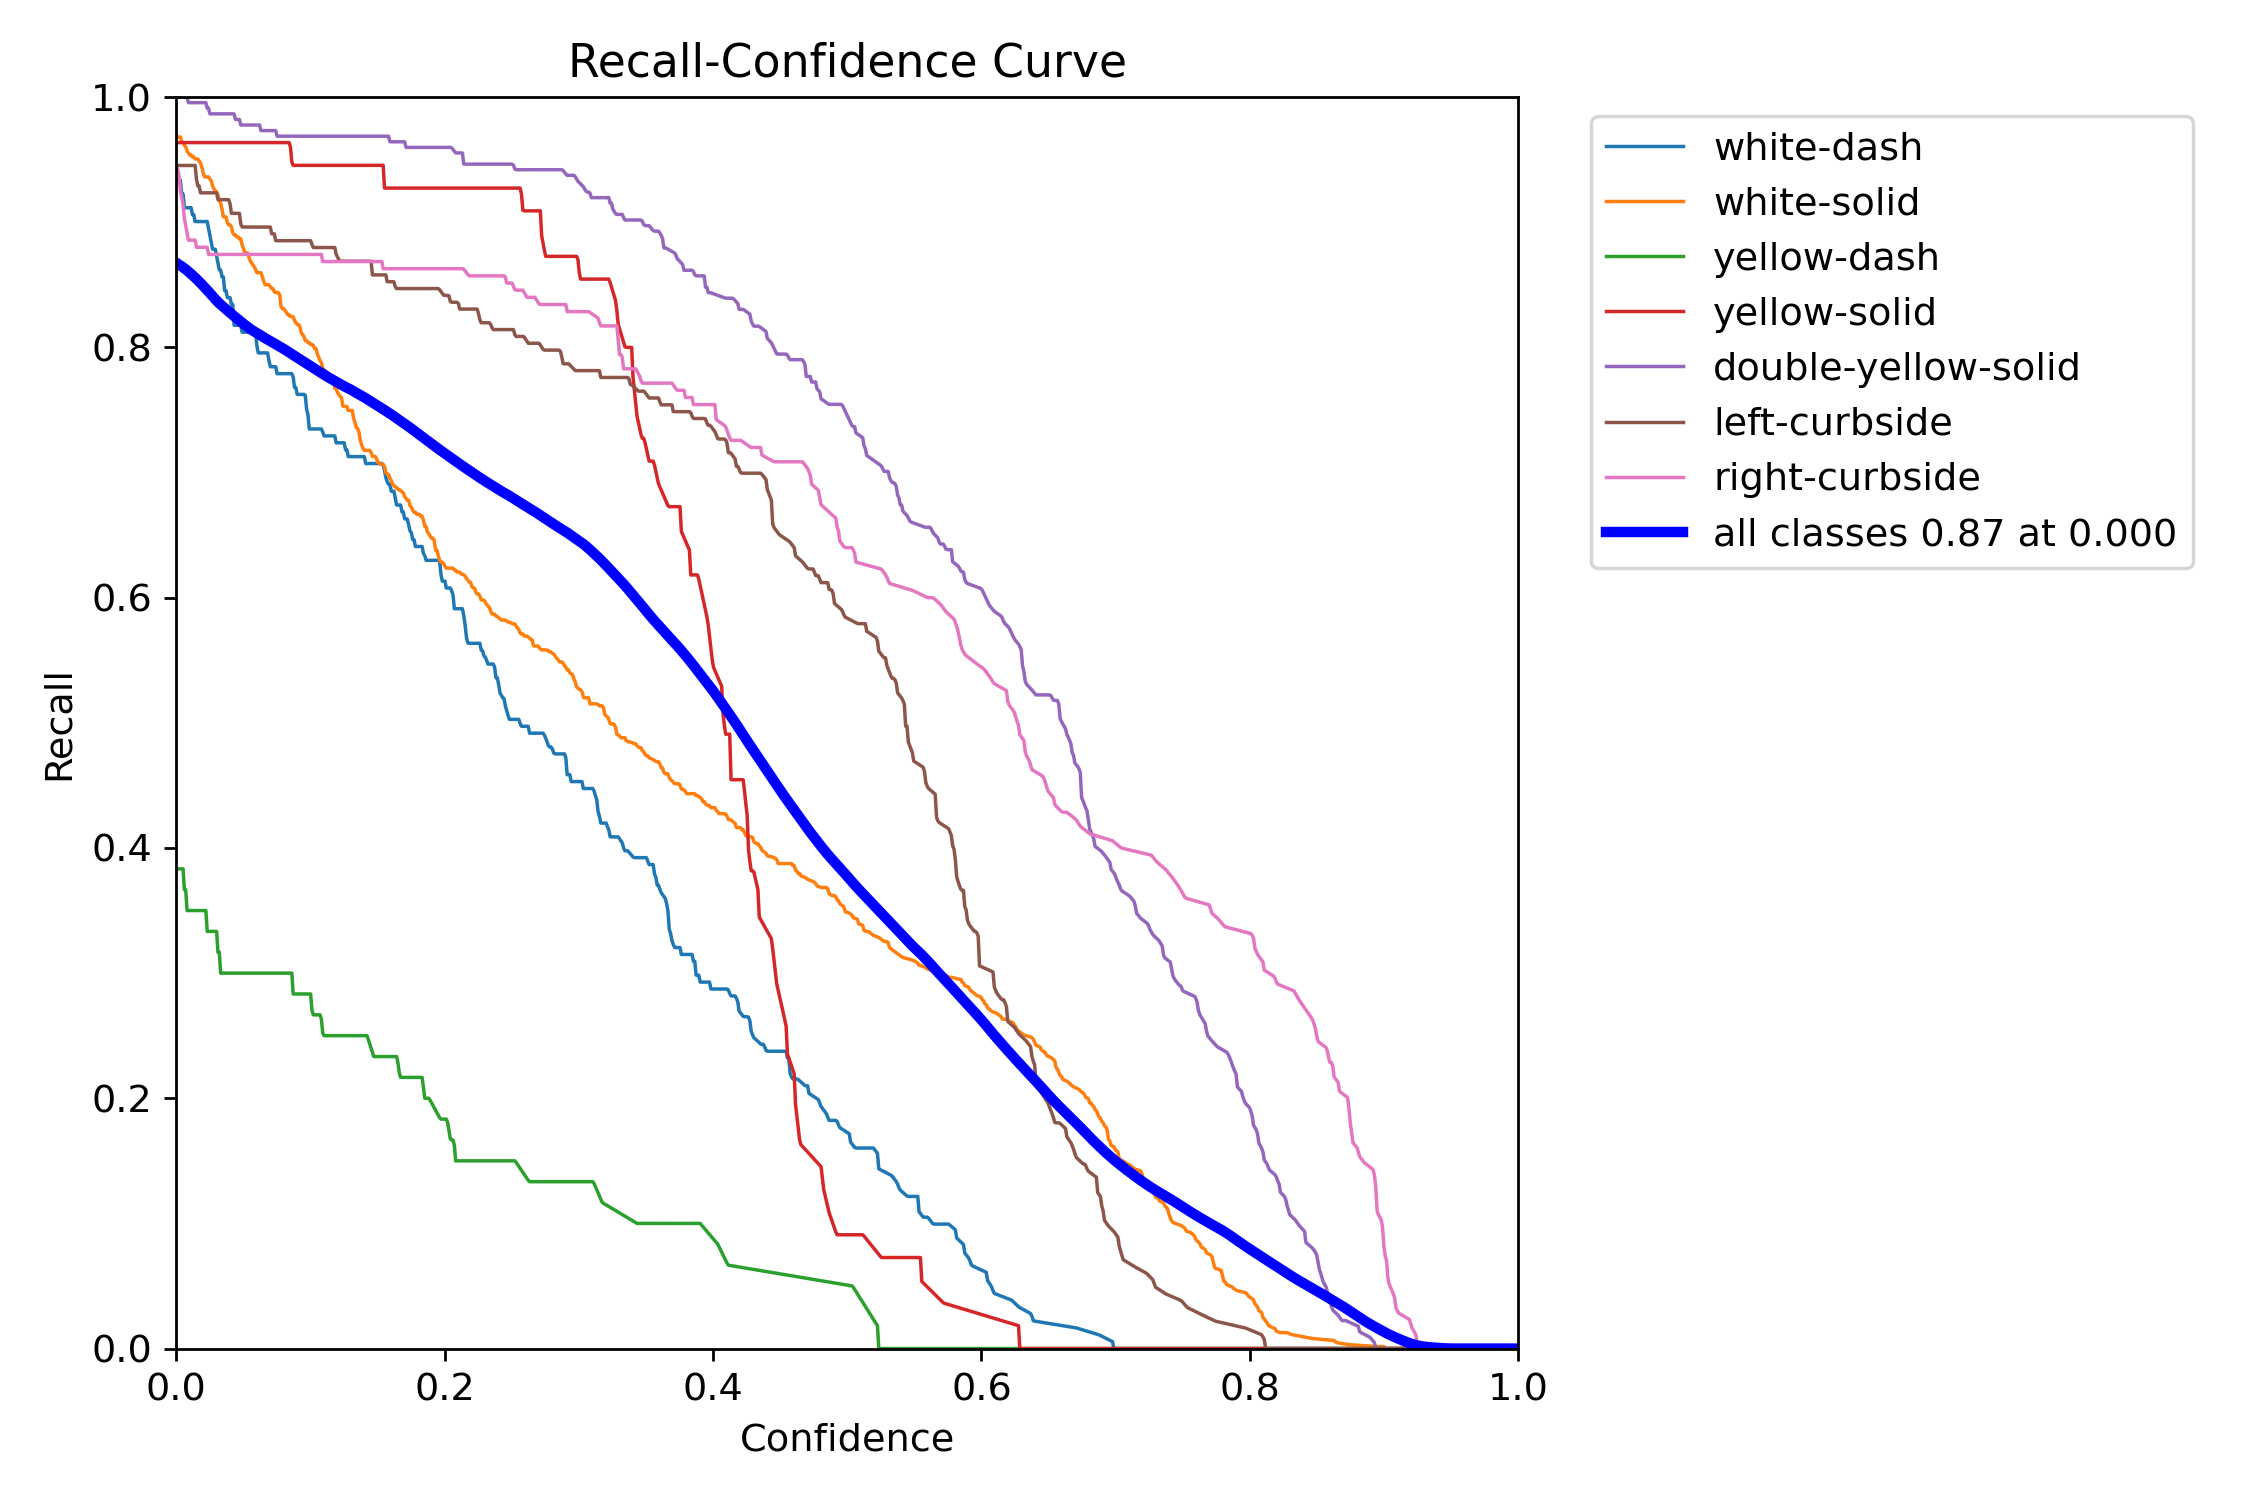 Recall-Confidence Curve
1.0
0.8
0.6
0.4
0.2
0.0
Recall
0.0 0.2 0.4 0.6 0.8 1.0
Confidence
white-dash
white-solid
yellow-dash
yellow-solid
double-yellow-solid
left-curbside
right-curbside
all classes 0.87 at 0.000